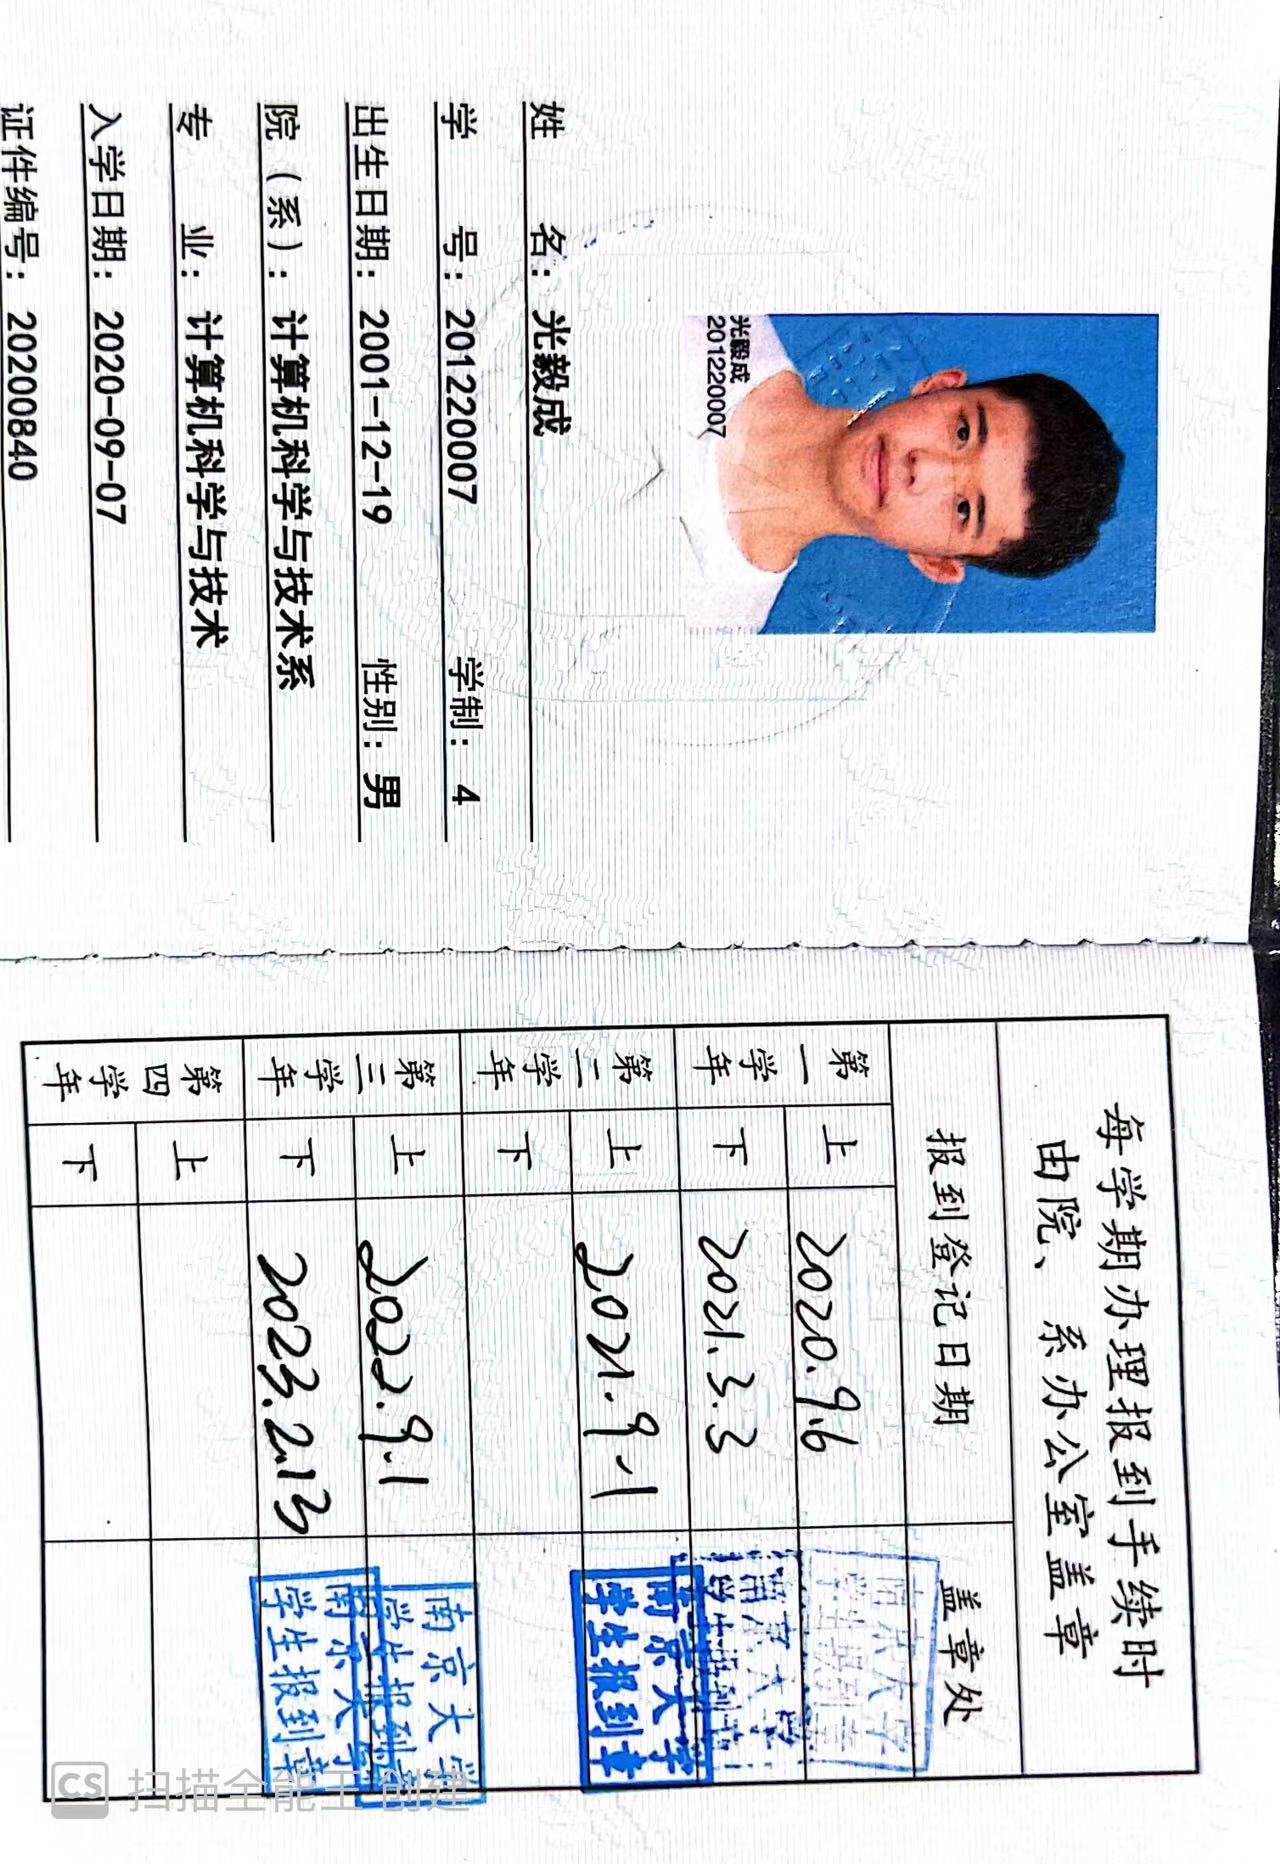 光毅成
201220007
姓 名：光毅成
学 号：201220007 学制：4
出生日期：2001-12-19 性别：男
院（系）：计算机科学与技术系
专 业：计算机科学与技术
入学日期：2020-09-07
证件编号：202000840
每学期办理报到手续时
由院、系办公室盖章
报到登记日期 盖章处
第一学年 上 2020.9.6
南京大学
学生报到章
下 2021.3.3
南京大学
学生报到章
第二学年 上 2021.9.1
南京大学
学生报到章
下
第三学年 上 2022.9.1
南京大学
学生报到章
下 2023.2.13
南京大学
学生报到章
第四学年 上
下
CS 扫描全能王 创建